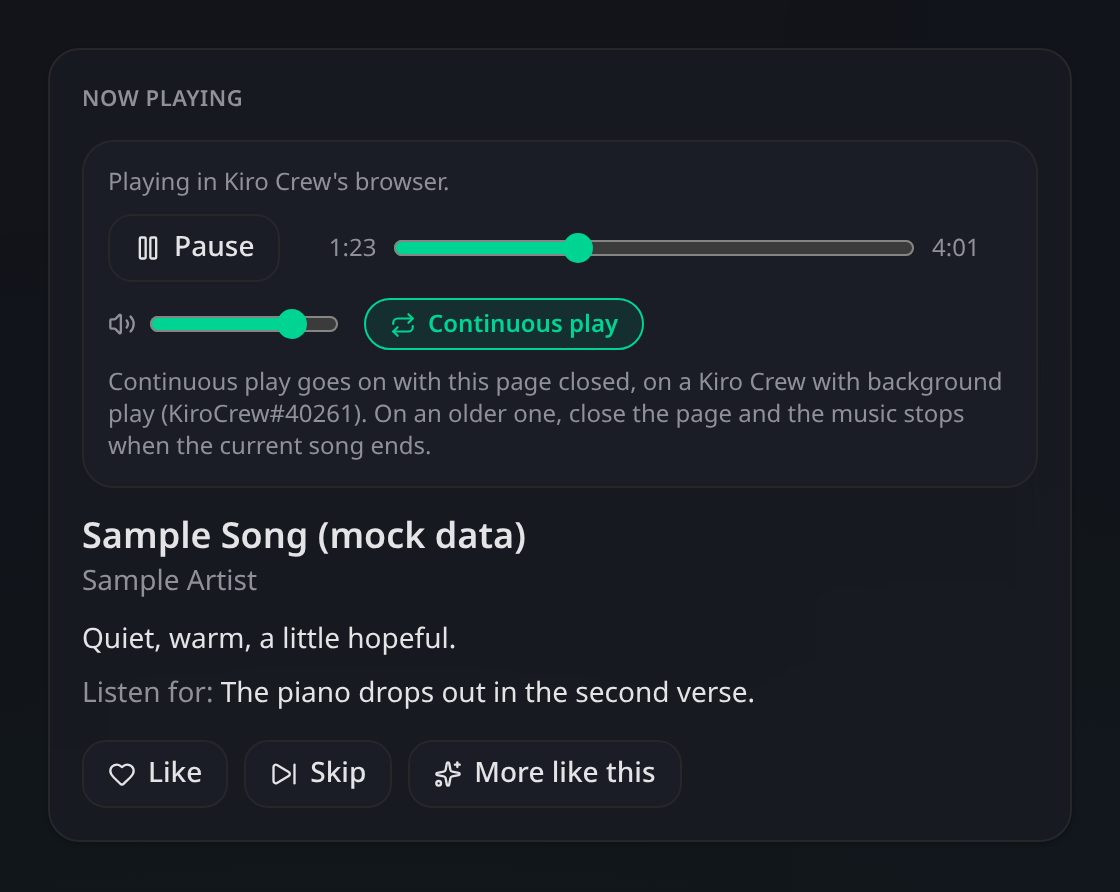 NOW PLAYING
Playing in Kiro Crew's browser.
Pause
1:23
4:01
Continuous play
Continuous play goes on with this page closed, on a Kiro Crew with background
play (KiroCrew#40261). On an older one, close the page and the music stops
when the current song ends.
Sample Song (mock data)
Sample Artist
Quiet, warm, a little hopeful.
Listen for: The piano drops out in the second verse.
Like
Skip
More like this